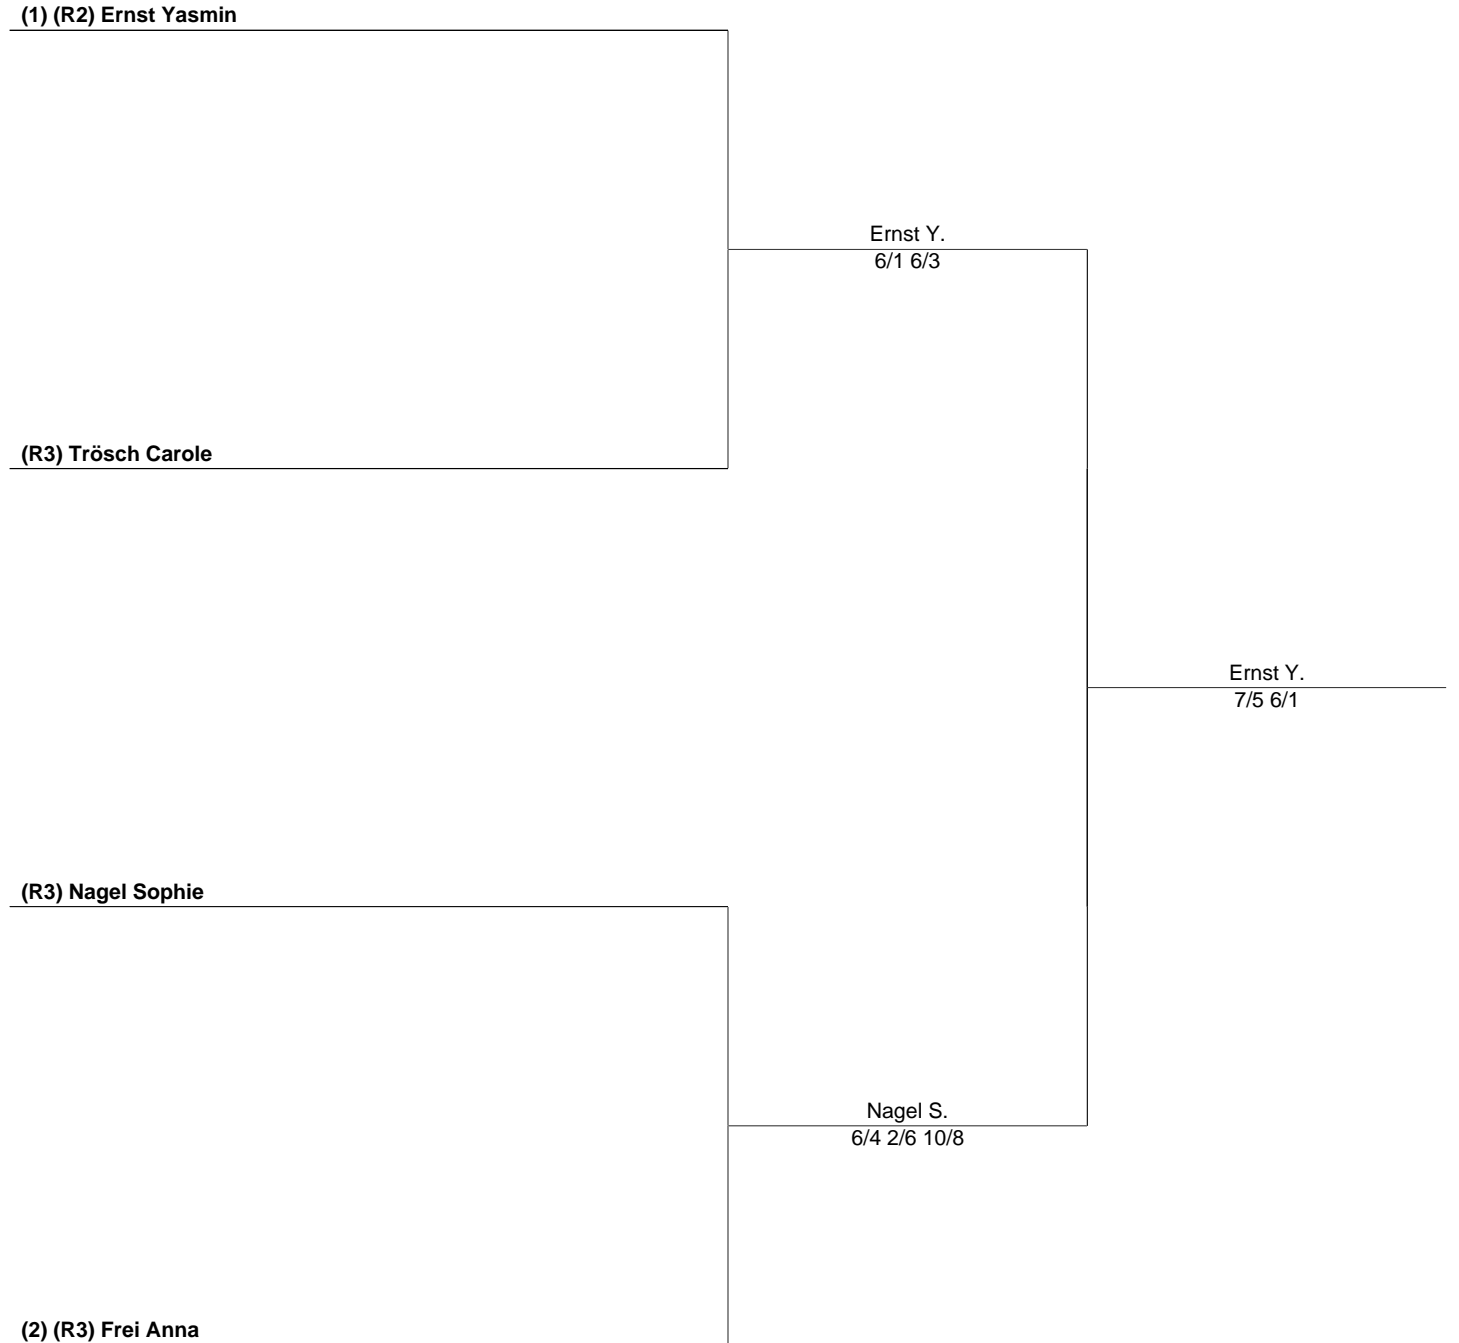 (1) (R2) Ernst Yasmin
Ernst Y.
6/1 6/3
(R3) Trösch Carole
Ernst Y.
7/5 6/1
(R3) Nagel Sophie
Nagel S.
6/4 2/6 10/8
(2) (R3) Frei Anna